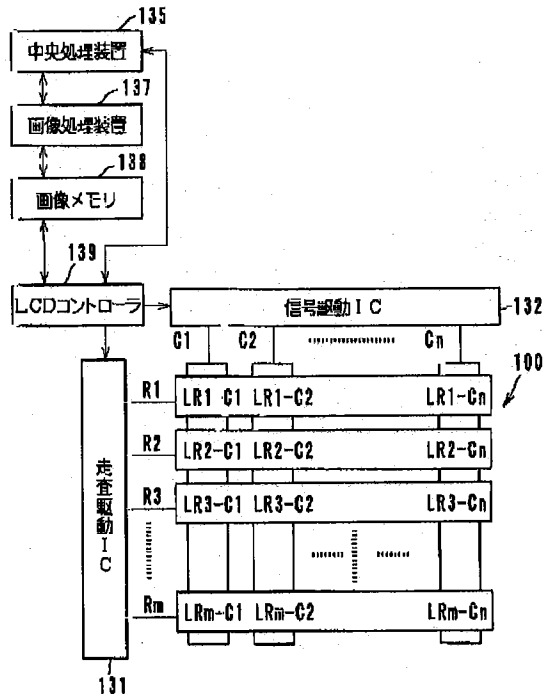 135
中央処理装置
137
画像処理装置
138
画像メモリ
139
LCDコントローラ
信号駆動IC
132
C1 C2 Cn
100
R1 LR1-C1 LR1-C2 LR1-Cn
R2 LR2-C1 LR2-C2 LR2-Cn
R3 LR3-C1 LR3-C2 LR3-Cn
Rm LRm-C1 LRm-C2 LRm-Cn
走査駆動IC
131